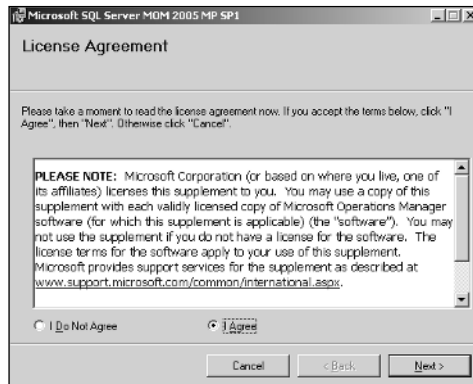 Microsoft SQL Server MOM 2005 MP SP1
License Agreement
Please take a moment to read the license agreement now. If you accept the terms below, click "I
Agree", then "Next". Otherwise click "Cancel".
PLEASE NOTE: Microsoft Corporation (or based on where you live, one of
its affiliates) licenses this supplement to you. You may use a copy of this
supplement with each validly licensed copy of Microsoft Operations Manager
software (for which this supplement is applicable) (the "software"). You may
not use the supplement if you do not have a license for the software. The
license terms for the software apply to your use of this supplement.
Microsoft provides support services for the supplement as described at
www.support.microsoft.com/common/international.aspx.
I Do Not Agree
I Agree
Cancel
< Back
Next >